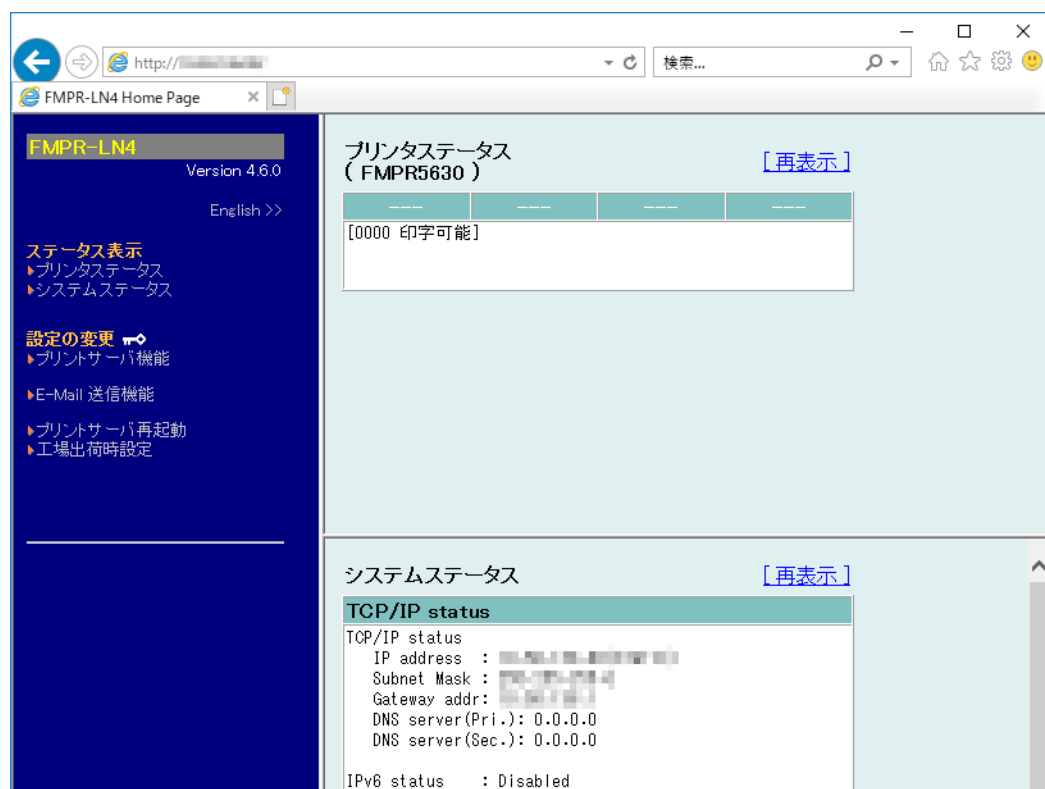 http://
検索...
FMPR-LN4 Home Page
FMPR-LN4
Version 4.6.0
English >>
ステータス表示
プリンタステータス
システムステータス
設定の変更
プリントサーバ機能
E-Mail 送信機能
プリントサーバ再起動
工場出荷時設定
プリンタステータス
( FMPR5630 )
[再表示]
--- --- --- ---
[0000 印字可能]
システムステータス
[再表示]
TCP/IP status
TCP/IP status
IP address :
Subnet Mask :
Gateway addr:
DNS server(Pri.): 0.0.0.0
DNS server(Sec.): 0.0.0.0
IPv6 status : Disabled